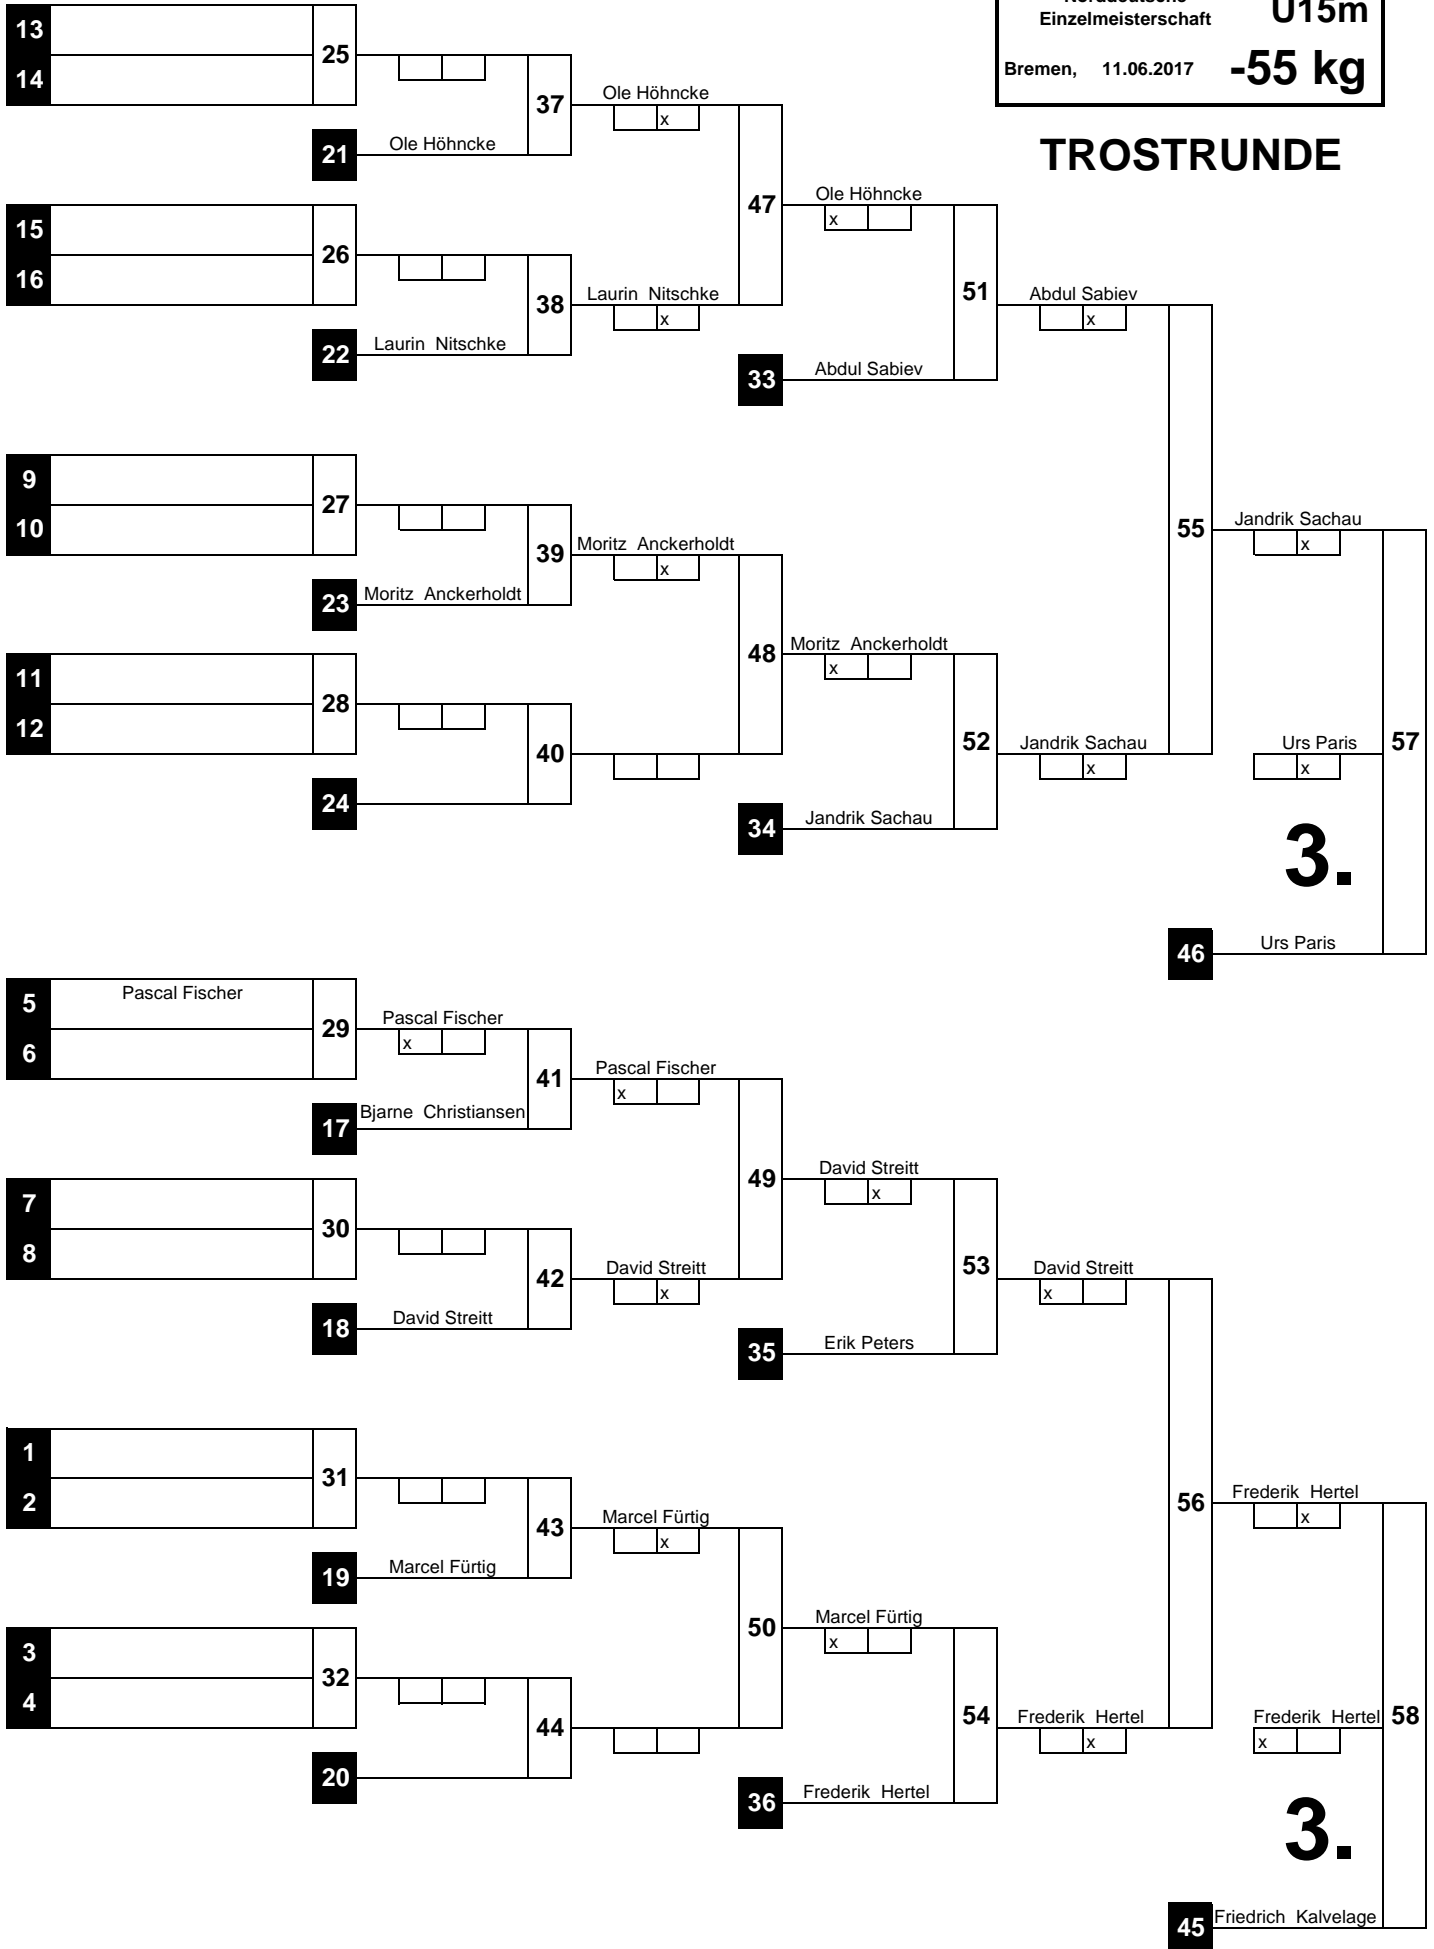 Norddeutsche
Einzelmeisterschaft
U15m
Bremen, 11.06.2017
-55 kg
TROSTRUNDE
13
14
25
21
Ole Höhncke
37
Ole Höhncke
x
15
16
26
22
Laurin Nitschke
38
Laurin Nitschke
x
47
Ole Höhncke
x
33
Abdul Sabiev
51
Abdul Sabiev
x
9
10
27
23
Moritz Anckerholdt
39
Moritz Anckerholdt
x
11
12
28
24
40
48
Moritz Anckerholdt
x
34
Jandrik Sachau
52
Jandrik Sachau
x
55
Jandrik Sachau
x
Urs Paris
x
57
3.
46
Urs Paris
5
6
Pascal Fischer
29
Pascal Fischer
x
17
Bjarne Christiansen
41
Pascal Fischer
x
7
8
30
18
David Streitt
42
David Streitt
x
49
David Streitt
x
35
Erik Peters
53
David Streitt
x
1
2
31
19
Marcel Fürtig
43
Marcel Fürtig
x
3
4
32
20
44
50
Marcel Fürtig
x
36
Frederik Hertel
54
Frederik Hertel
x
56
Frederik Hertel
x
Frederik Hertel
x
58
3.
45
Friedrich Kalvelage